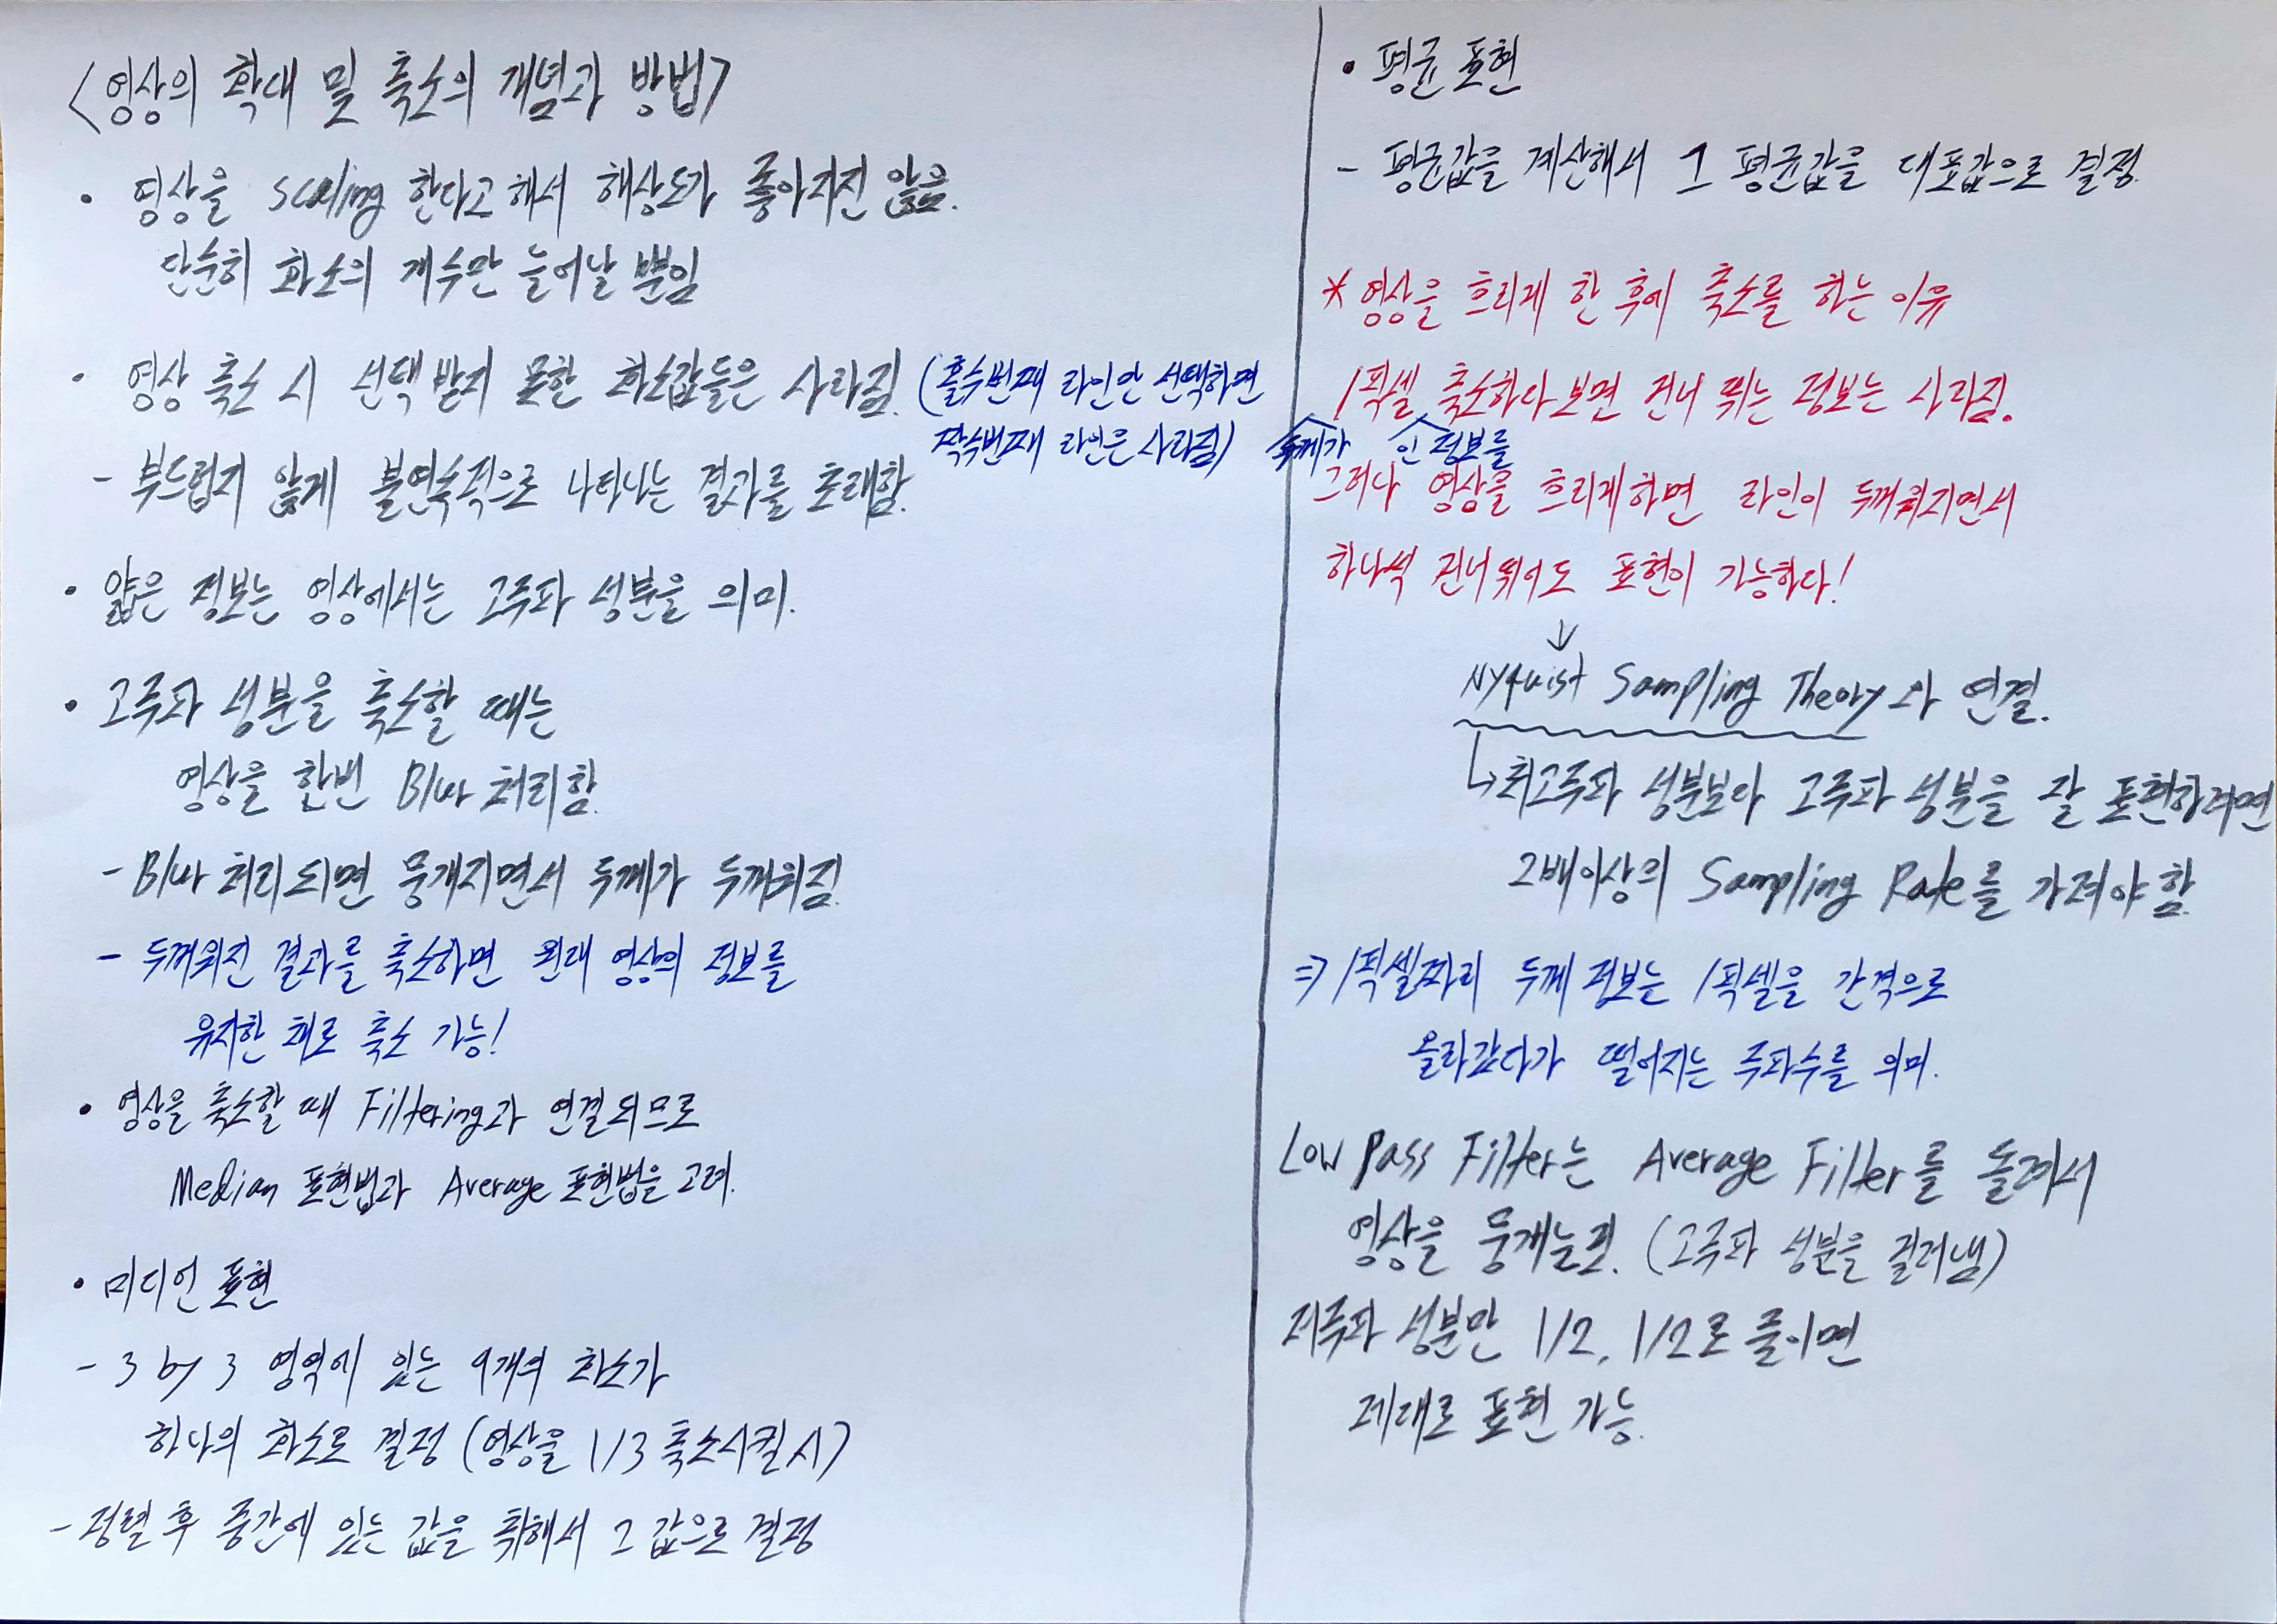 <영상의 확대 및 축소의 개념과 방법>
• 영상을 scaling 한다고 해서 해상도가 좋아지진 않음.
단순히 화소의 개수만 늘어날 뿐임
• 영상 축소 시 선택 받지 못한 화소값들은 사라짐. (홀수번째 라인만 선택하면
짝수번째 라인은 사라짐)
- 부드럽지 않게 불연속적으로 나타나는 결과를 초래함.
• 얇은 정보는 영상에서는 고주파 성분을 의미.
• 고주파 성분을 축소할 때는
영상을 한번 Blur 처리함.
- Blur 처리되면 뭉개지면서 두께가 두꺼워짐.
- 두꺼워진 결과를 축소하면 원래 영상의 정보를
유지한 채로 축소 가능!
• 영상을 축소할 때 Filtering과 연결되므로
Median 표현법과 Average 표현법을 고려.
• 미디언 표현
- 3 by 3 영역에 있는 9개의 화소가
하나의 화소로 결정 (영상을 1/3 축소시킬 시)
- 정렬 후 중간에 있는 값을 취해서 그 값으로 결정
• 평균 표현
- 평균값을 계산해서 그 평균값을 대표값으로 결정.
* 영상을 흐리게 한 후에 축소를 하는 이유
1픽셀 축소하다보면 건너 뛰는 정보는 사라짐.
두께가 인 정보를
그러나 영상을 흐리게하면 라인이 두꺼워지면서
하나씩 건너뛰어도 표현이 가능하다!
↓
Nyquist Sampling Theory와 연결.
↳ 최고주파 성분보다 고주파 성분을 잘 표현하려면
2배이상의 Sampling Rate를 가져야 함.
⇒ 1픽셀짜리 두께 정보는 1픽셀을 간격으로
올라갔다가 떨어지는 주파수를 의미.
Low Pass Filter는 Average Filter를 돌려서
영상을 뭉개놓고. (고주파 성분을 걸러냄)
저주파 성분만 1/2, 1/2로 줄이면
제대로 표현 가능.